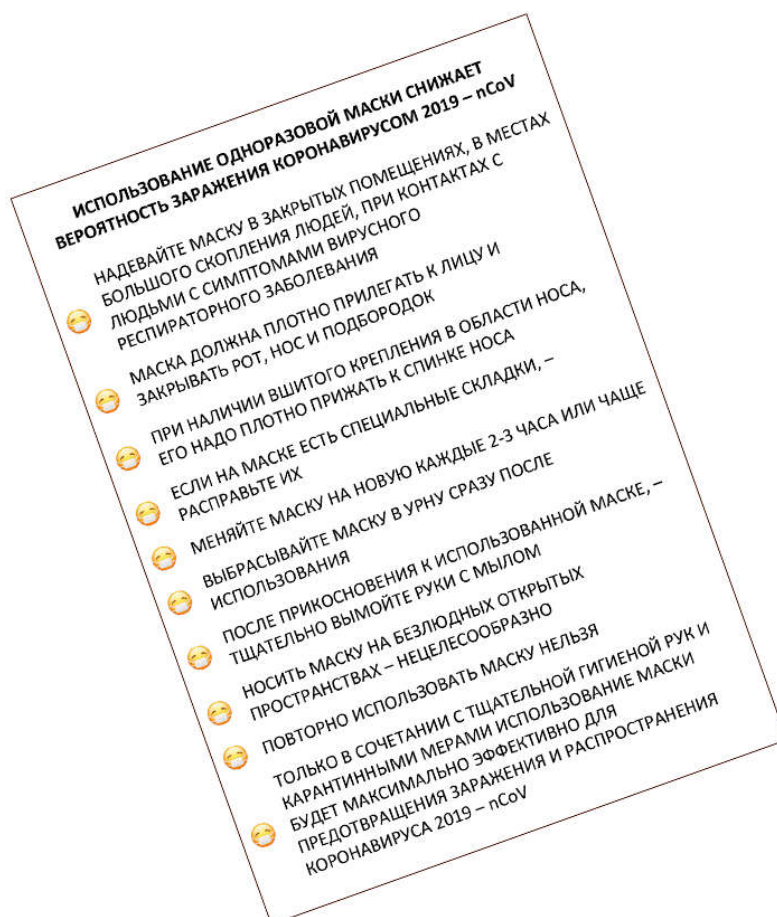 ИСПОЛЬЗОВАНИЕ ОДНОРАЗОВОЙ МАСКИ СНИЖАЕТ
ВЕРОЯТНОСТЬ ЗАРАЖЕНИЯ КОРОНАВИРУСОМ 2019 – nCoV
НАДЕВАЙТЕ МАСКУ В ЗАКРЫТЫХ ПОМЕЩЕНИЯХ, В МЕСТАХ
БОЛЬШОГО СКОПЛЕНИЯ ЛЮДЕЙ, ПРИ КОНТАКТАХ С
ЛЮДЬМИ С СИМПТОМАМИ ВИРУСНОГО
РЕСПИРАТОРНОГО ЗАБОЛЕВАНИЯ
МАСКА ДОЛЖНА ПЛОТНО ПРИЛЕГАТЬ К ЛИЦУ И
ЗАКРЫВАТЬ РОТ, НОС И ПОДБОРОДОК
ПРИ НАЛИЧИИ ВШИТОГО КРЕПЛЕНИЯ В ОБЛАСТИ НОСА,
ЕГО НАДО ПЛОТНО ПРИЖАТЬ К СПИНКЕ НОСА
ЕСЛИ НА МАСКЕ ЕСТЬ СПЕЦИАЛЬНЫЕ СКЛАДКИ, –
РАСПРАВЬТЕ ИХ
МЕНЯЙТЕ МАСКУ НА НОВУЮ КАЖДЫЕ 2-3 ЧАСА ИЛИ ЧАЩЕ
ВЫБРАСЫВАЙТЕ МАСКУ В УРНУ СРАЗУ ПОСЛЕ
ИСПОЛЬЗОВАНИЯ
ПОСЛЕ ПРИКОСНОВЕНИЯ К ИСПОЛЬЗОВАННОЙ МАСКЕ, –
ТЩАТЕЛЬНО ВЫМОЙТЕ РУКИ С МЫЛОМ
НОСИТЬ МАСКУ НА БЕЗЛЮДНЫХ ОТКРЫТЫХ
ПРОСТРАНСТВАХ – НЕЦЕЛЕСООБРАЗНО
ПОВТОРНО ИСПОЛЬЗОВАТЬ МАСКУ НЕЛЬЗЯ
ТОЛЬКО В СОЧЕТАНИИ С ТЩАТЕЛЬНОЙ ГИГИЕНОЙ РУК И
КАРАНТИННЫМИ МЕРАМИ ИСПОЛЬЗОВАНИЕ МАСКИ
БУДЕТ МАКСИМАЛЬНО ЭФФЕКТИВНО ДЛЯ
ПРЕДОТВРАЩЕНИЯ ЗАРАЖЕНИЯ И РАСПРОСТРАНЕНИЯ
КОРОНАВИРУСА 2019 – nCoV